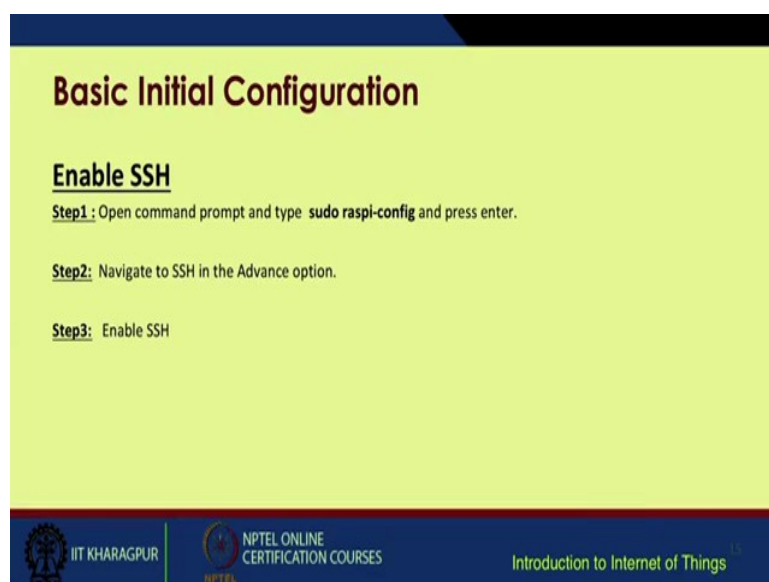 Basic Initial Configuration
Enable SSH
Step1 : Open command prompt and type sudo raspi-config and press enter.
Step2: Navigate to SSH in the Advance option.
Step3: Enable SSH
IIT KHARAGPUR
NPTEL ONLINE
CERTIFICATION COURSES
NPTEL
Introduction to Internet of Things